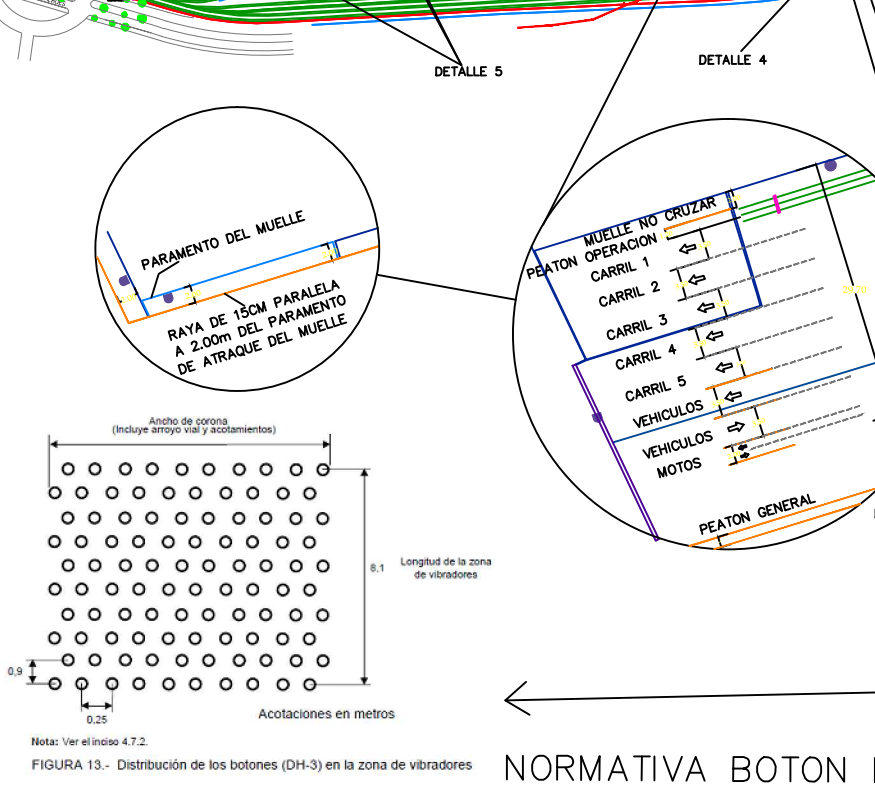 DETALLE 5
DETALLE 4
PARAMENTO DEL MUELLE
RAYA DE 15CM PARALELA
A 2.00m DEL PARAMENTO
DE ATRAQUE DEL MUELLE
MUELLE NO CRUZAR
PEATON OPERACION
CARRIL 1
CARRIL 2
CARRIL 3
CARRIL 4
CARRIL 5
VEHICULOS
VEHICULOS
MOTOS
PEATON GENERAL
Ancho de corona
(Incluye arroyo vial y acotamientos)
8,1
Longitud de la zona
de vibradores
0,9
0,25
Acotaciones en metros
Nota: Ver el inciso 4.7.2.
FIGURA 13.- Distribución de los botones (DH-3) en la zona de vibradores
NORMATIVA BOTON